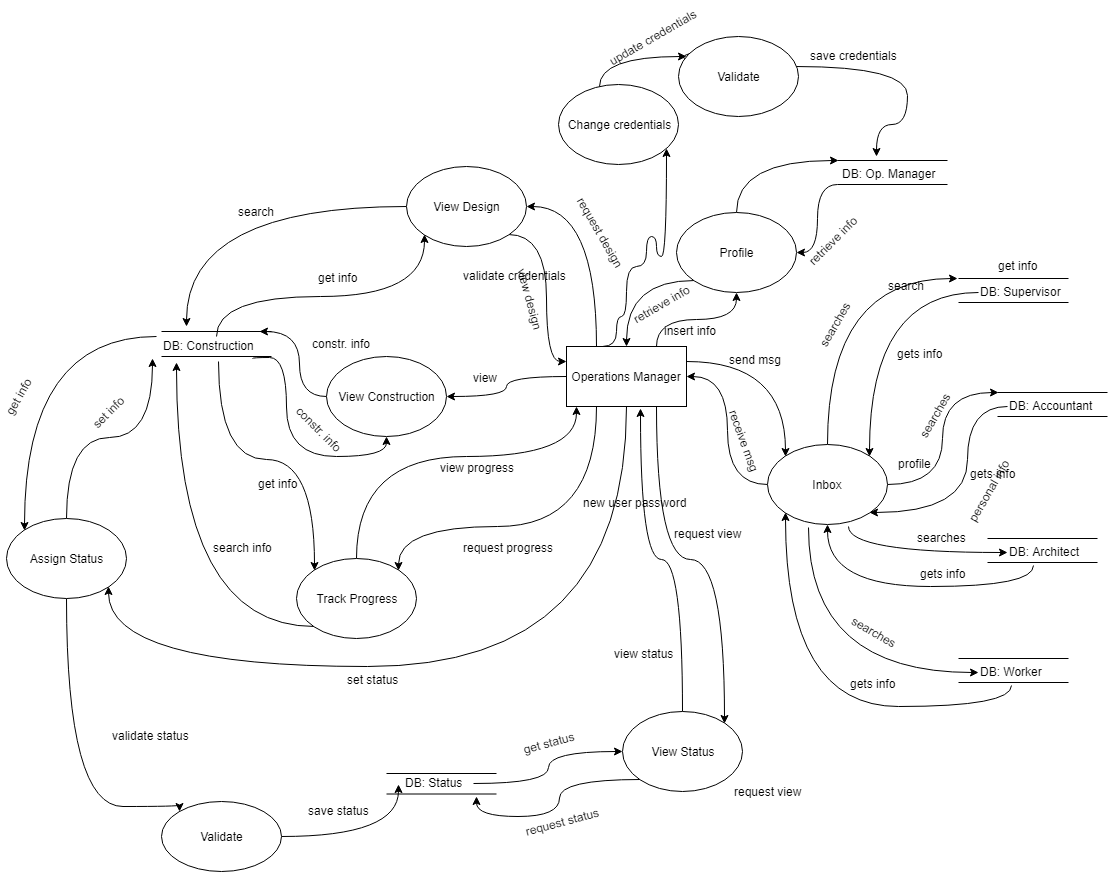 update credentials
Validate
save credentials
Change credentials
DB: Op. Manager
View Design
search
request design
Profile
retrieve info
get info
validate credentials
view design
get info
search
DB: Supervisor
retrieve info
insert info
searches
DB: Construction
constr. info
gets info
send msg
view
Operations Manager
View Construction
get info
set info
constr. info
searches
DB: Accountant
receive msg
view progress
profile
gets info
personal info
get info
Inbox
new user password
request view
searches
Assign Status
search info
request progress
DB: Architect
gets info
Track Progress
searches
view status
set status
DB: Worker
gets info
validate status
get status
View Status
DB: Status
request view
save status
request status
Validate